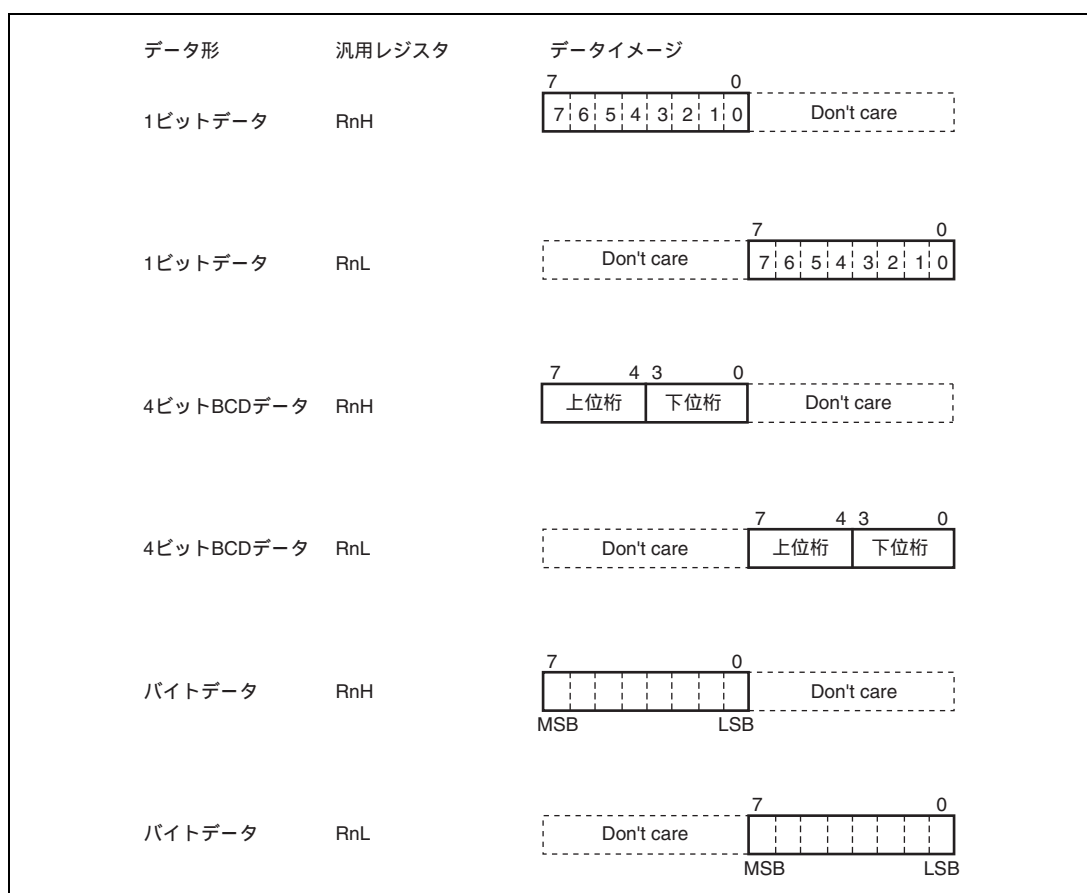 データ形 汎用レジスタ データイメージ
7 0
1ビットデータ RnH 7 6 5 4 3 2 1 0 Don't care
7 0
1ビットデータ RnL Don't care 7 6 5 4 3 2 1 0
7 4 3 0
4ビットBCDデータ RnH 上位桁 下位桁 Don't care
7 4 3 0
4ビットBCDデータ RnL Don't care 上位桁 下位桁
7 0
バイトデータ RnH Don't care
MSB LSB
7 0
バイトデータ RnL Don't care
MSB LSB